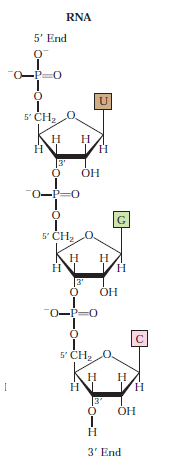 RNA
5′ End
O⁻
⁻O–P=O
O
U
5′ CH₂ O
H H H H
3′
O OH
⁻O–P=O
O
G
5′ CH₂ O
H H H H
3′
O OH
⁻O–P=O
O
C
5′ CH₂ O
H H H H
3′
O OH
H
3′ End